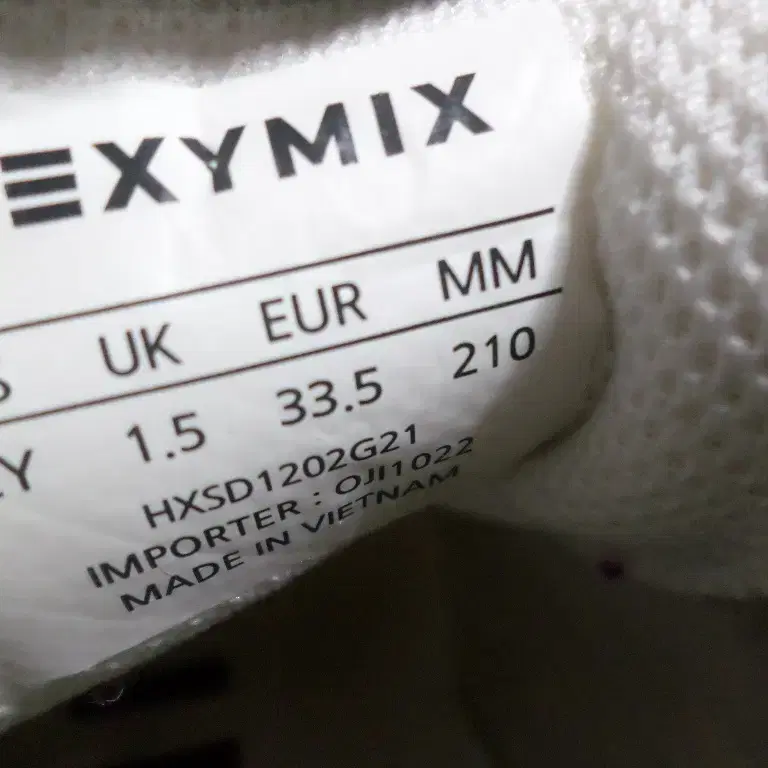 XYMIX
UK EUR MM
1.5 33.5 210
HXSD1202G21
IMPORTER : OJI1022
MADE IN VIETNAM